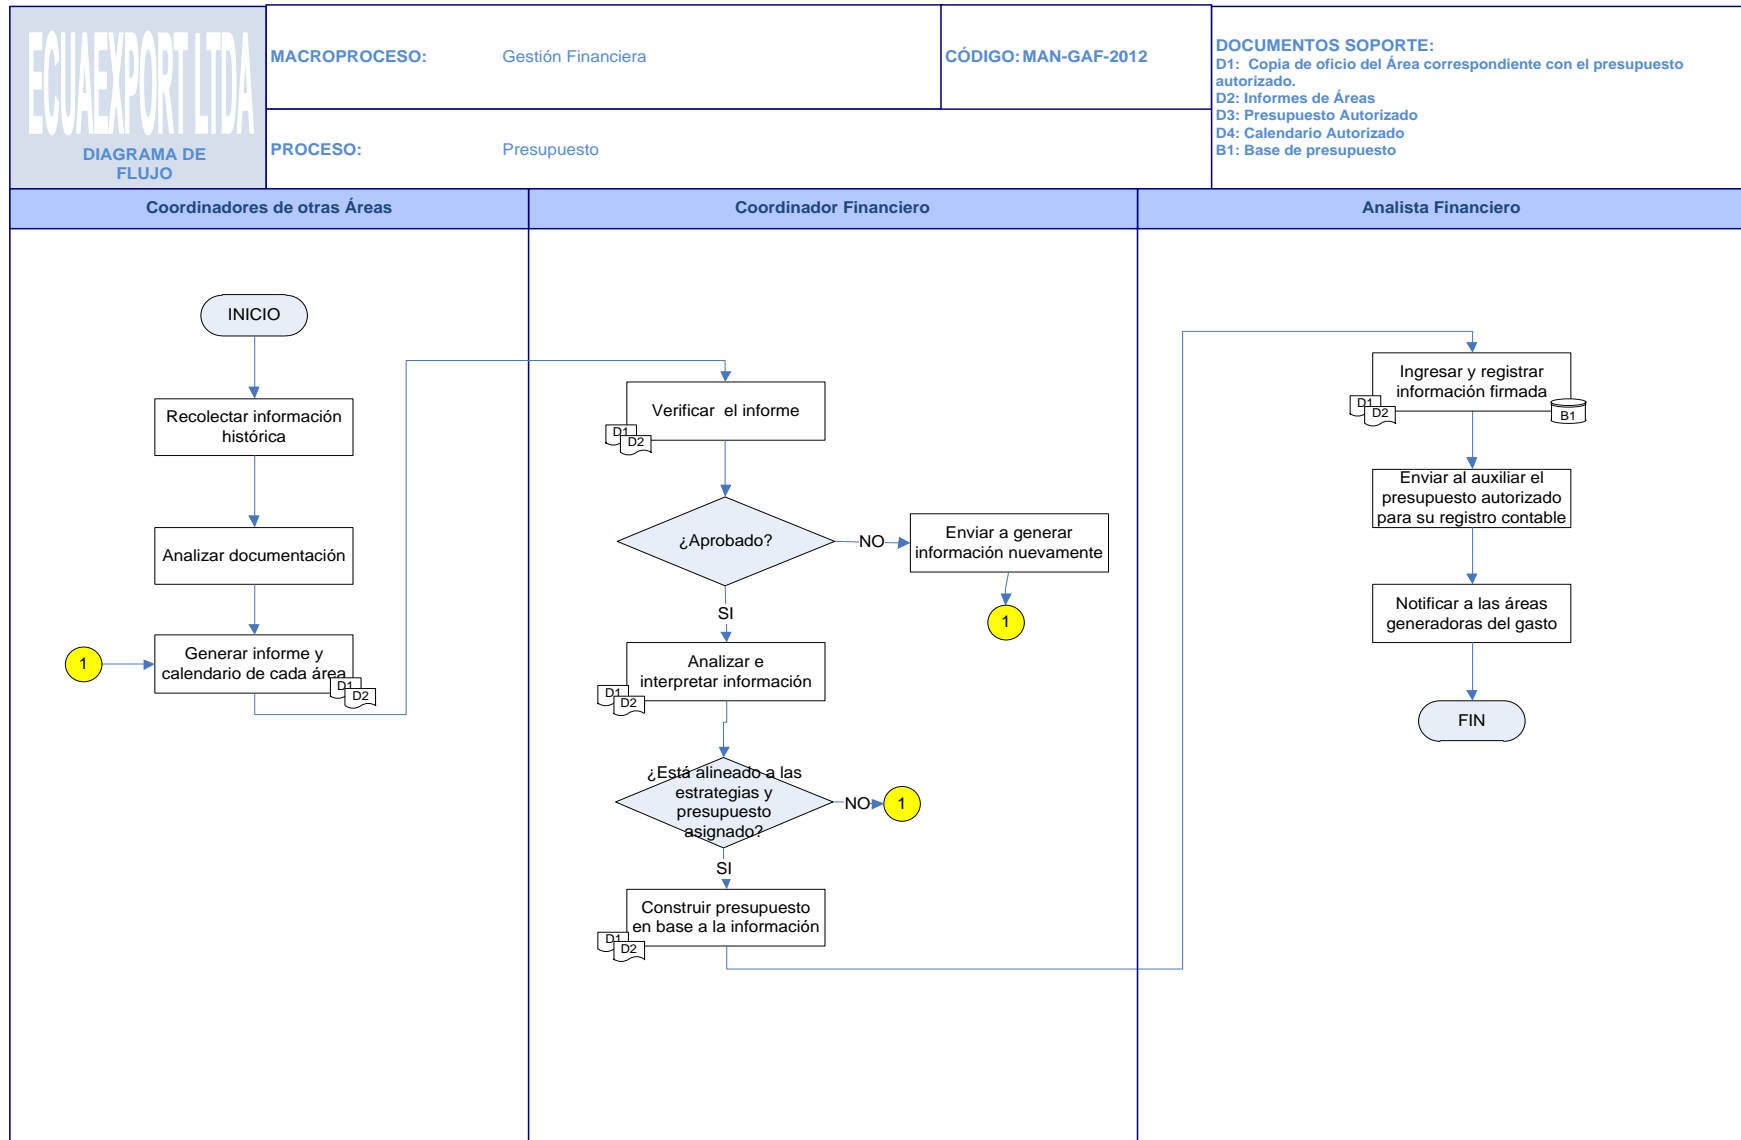 ECUAEXPORT LTDA
DIAGRAMA DE
FLUJO
MACROPROCESO: Gestión Financiera
CÓDIGO: MAN-GAF-2012
PROCESO: Presupuesto
DOCUMENTOS SOPORTE:
D1: Copia de oficio del Área correspondiente con el presupuesto
autorizado.
D2: Informes de Áreas
D3: Presupuesto Autorizado
D4: Calendario Autorizado
B1: Base de presupuesto
Coordinadores de otras Áreas
Coordinador Financiero
Analista Financiero
INICIO
Recolectar información
histórica
Analizar documentación
1
Generar informe y
calendario de cada área
D1
D2
Verificar el informe
D1
D2
¿Aprobado?
NO
Enviar a generar
información nuevamente
1
SI
Analizar e
interpretar información
D1
D2
¿Está alineado a las
estrategias y
presupuesto
asignado?
NO
1
SI
Construir presupuesto
en base a la información
D1
D2
Ingresar y registrar
información firmada
D1
D2
B1
Enviar al auxiliar el
presupuesto autorizado
para su registro contable
Notificar a las áreas
generadoras del gasto
FIN